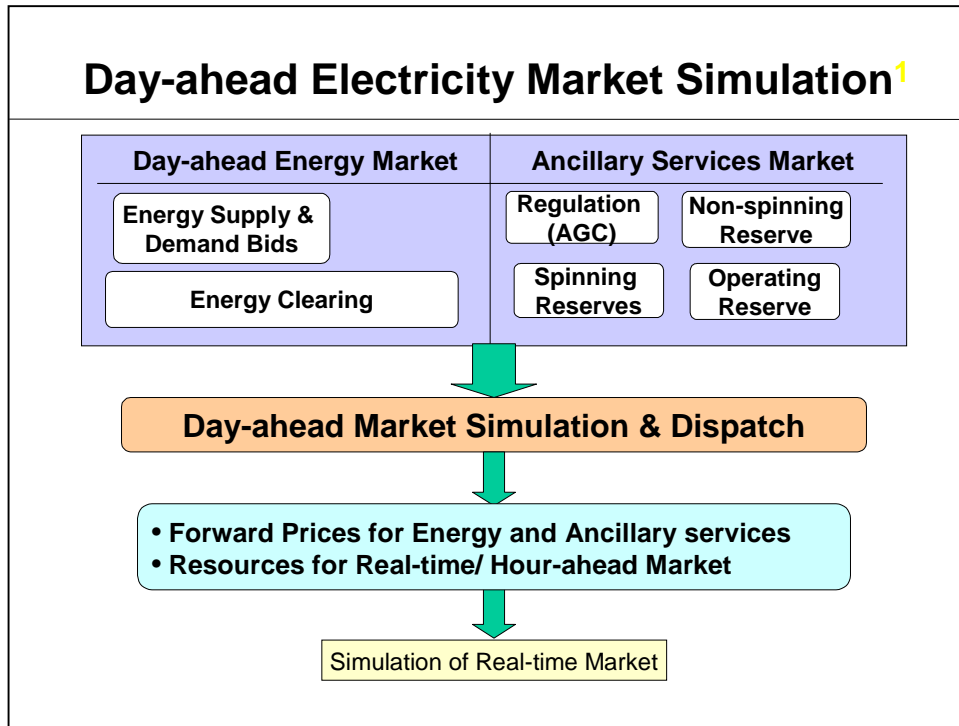 Day-ahead Electricity Market Simulation1
Day-ahead Energy Market
Energy Supply &
Demand Bids
Energy Clearing
Ancillary Services Market
Regulation
(AGC)
Non-spinning
Reserve
Spinning
Reserves
Operating
Reserve
Day-ahead Market Simulation & Dispatch
• Forward Prices for Energy and Ancillary services
• Resources for Real-time/ Hour-ahead Market
Simulation of Real-time Market